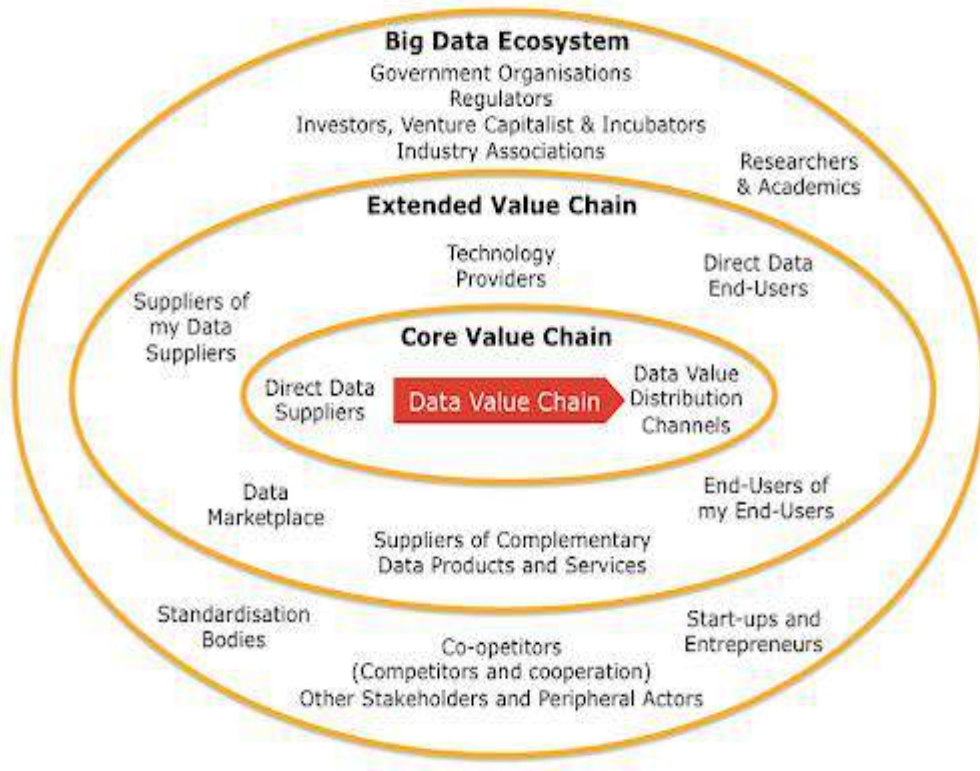 Big Data Ecosystem
Government Organisations
Regulators
Investors, Venture Capitalist & Incubators
Industry Associations
Researchers
& Academics
Extended Value Chain
Technology
Providers
Direct Data
End-Users
Suppliers of
my Data
Suppliers
Core Value Chain
Direct Data
Suppliers
Data Value Chain
Data Value
Distribution
Channels
Data
Marketplace
End-Users of
my End-Users
Suppliers of Complementary
Data Products and Services
Standardisation
Bodies
Start-ups and
Entrepreneurs
Co-opetitors
(Competitors and cooperation)
Other Stakeholders and Peripheral Actors